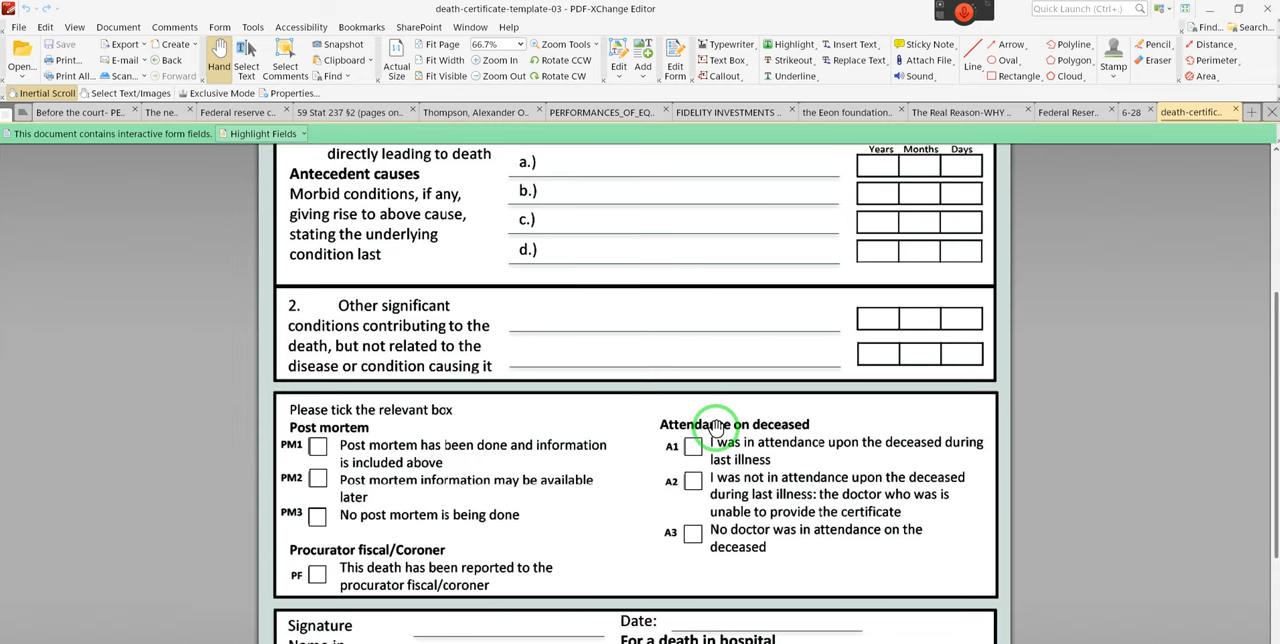 death-certificate-template-03 - PDF-XChange Editor
Quick Launch (Ctrl+.)
File Edit View Document Comments Form Tools Accessibility Bookmarks SharePoint Window Help
Find... Search...
Open... Save Print... Print All... Export E-mail Scan... Create Back Forward
Hand Select Text Select Comments Snapshot Clipboard Find
Actual Size Fit Page Fit Width Fit Visible 66.7% Zoom In Zoom Out Zoom Tools Rotate CCW Rotate CW
Edit Add Edit Form Typewriter Text Box Callout Highlight Strikeout Underline Insert Text Replace Text
Sticky Note Attach File Sound Line Arrow Oval Rectangle Polyline Polygon Cloud Stamp Pencil Eraser Distance Perimeter Area
Inertial Scroll Select Text/Images Exclusive Mode Properties...
Before the court- PE... The ne... Federal reserve c... 59 Stat 237 §2 (pages on... Thompson, Alexander O... PERFORMANCES_OF_EQ... FIDELITY INVESTMENTS ... the Eeon foundation... The Real Reason-WHY ... Federal Reser... 6-28 death-certific...
This document contains interactive form fields. Highlight Fields
Years Months Days
directly leading to death
a.)
Antecedent causes
Morbid conditions, if any,
b.)
giving rise to above cause,
c.)
stating the underlying
condition last
d.)
2. Other significant
conditions contributing to the
death, but not related to the
disease or condition causing it
Please tick the relevant box
Post mortem
PM1 Post mortem has been done and information
is included above
PM2 Post mortem information may be available
later
PM3 No post mortem is being done
Procurator fiscal/Coroner
PF This death has been reported to the
procurator fiscal/coroner
Attendance on deceased
A1 I was in attendance upon the deceased during
last illness
A2 I was not in attendance upon the deceased
during last illness: the doctor who was is
unable to provide the certificate
A3 No doctor was in attendance on the
deceased
Signature
Name in
Date:
For a death in hospital